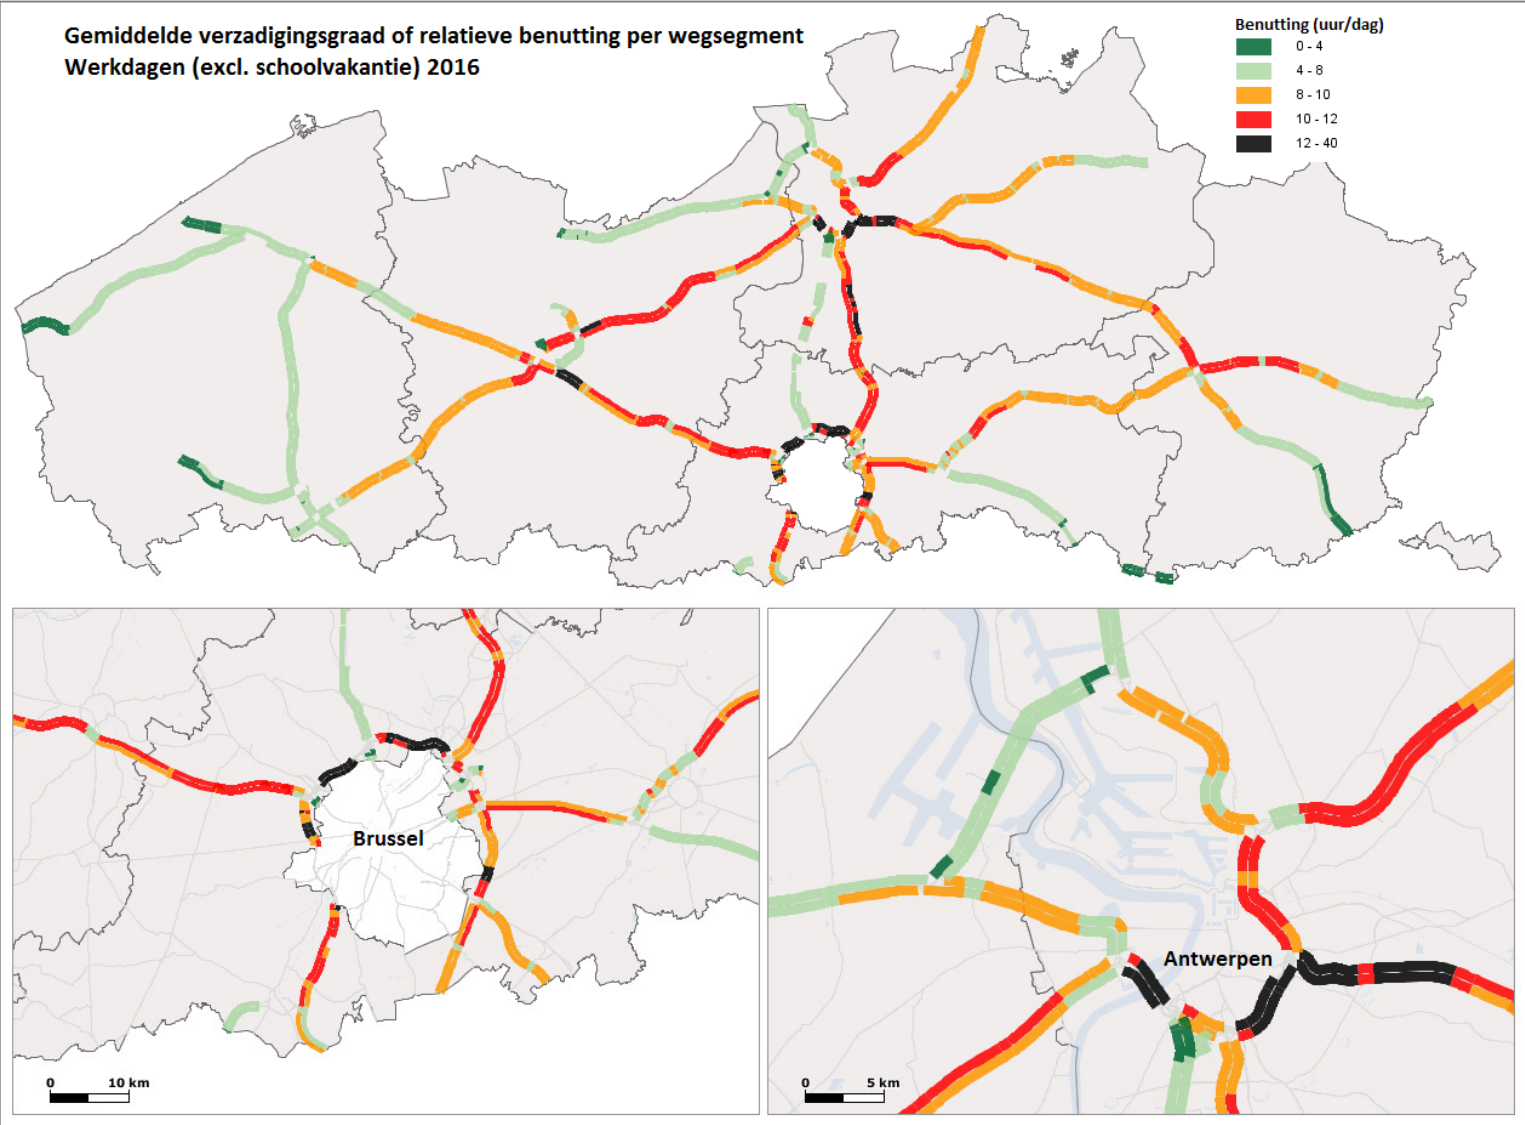 Gemiddelde verzadigingsgraad of relatieve benutting per wegsegment
Werkdagen (excl. schoolvakantie) 2016
Benutting (uur/dag)
0 - 4
4 - 8
8 - 10
10 - 12
12 - 40
Brussel
0 10 km
Antwerpen
0 5 km